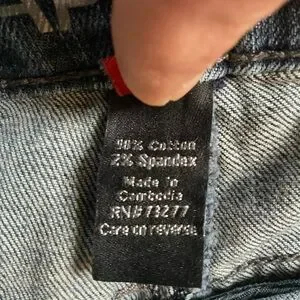 98% Cotton
2% Spandex
Made in
Cambodia
RN# 73277
Care on reverse